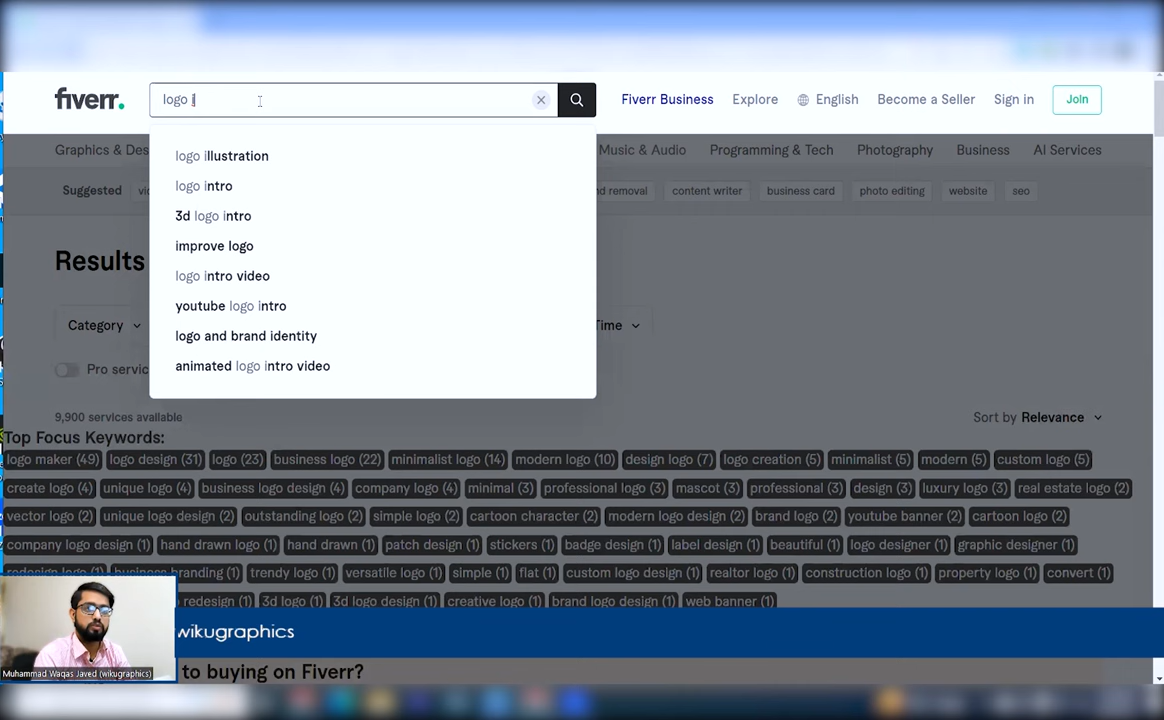 fiverr.
logo i
Fiverr Business
Explore
English
Become a Seller
Sign in
Join
Graphics & Des
Music & Audio
Programming & Tech
Photography
Business
AI Services
Suggested
nd removal
content writer
business card
photo editing
website
seo
logo illustration
logo intro
3d logo intro
improve logo
logo intro video
youtube logo intro
logo and brand identity
animated logo intro video
Results
Category
Time
Pro servic
9,900 services available
Sort by Relevance
Top Focus Keywords:
logo maker (49) logo design (31) logo (23) business logo (22) minimalist logo (14) modern logo (10) design logo (7) logo creation (5) minimalist (5) modern (5) custom logo (5)
create logo (4) unique logo (4) business logo design (4) company logo (4) minimal (3) professional logo (3) mascot (3) professional (3) design (3) luxury logo (3) real estate logo (2)
vector logo (2) unique logo design (2) outstanding logo (2) simple logo (2) cartoon character (2) modern logo design (2) brand logo (2) youtube banner (2) cartoon logo (2)
company logo design (1) hand drawn logo (1) hand drawn (1) patch design (1) stickers (1) badge design (1) label design (1) beautiful (1) logo designer (1) graphic designer (1)
redesign logo (1) business branding (1) trendy logo (1) versatile logo (1) simple (1) flat (1) custom logo design (1) realtor logo (1) construction logo (1) property logo (1) convert (1)
redesign (1) 3d logo (1) 3d logo design (1) creative logo (1) brand logo design (1) web banner (1)
wikugraphics
Muhammad Waqas Javed (wikugraphics)
to buying on Fiverr?